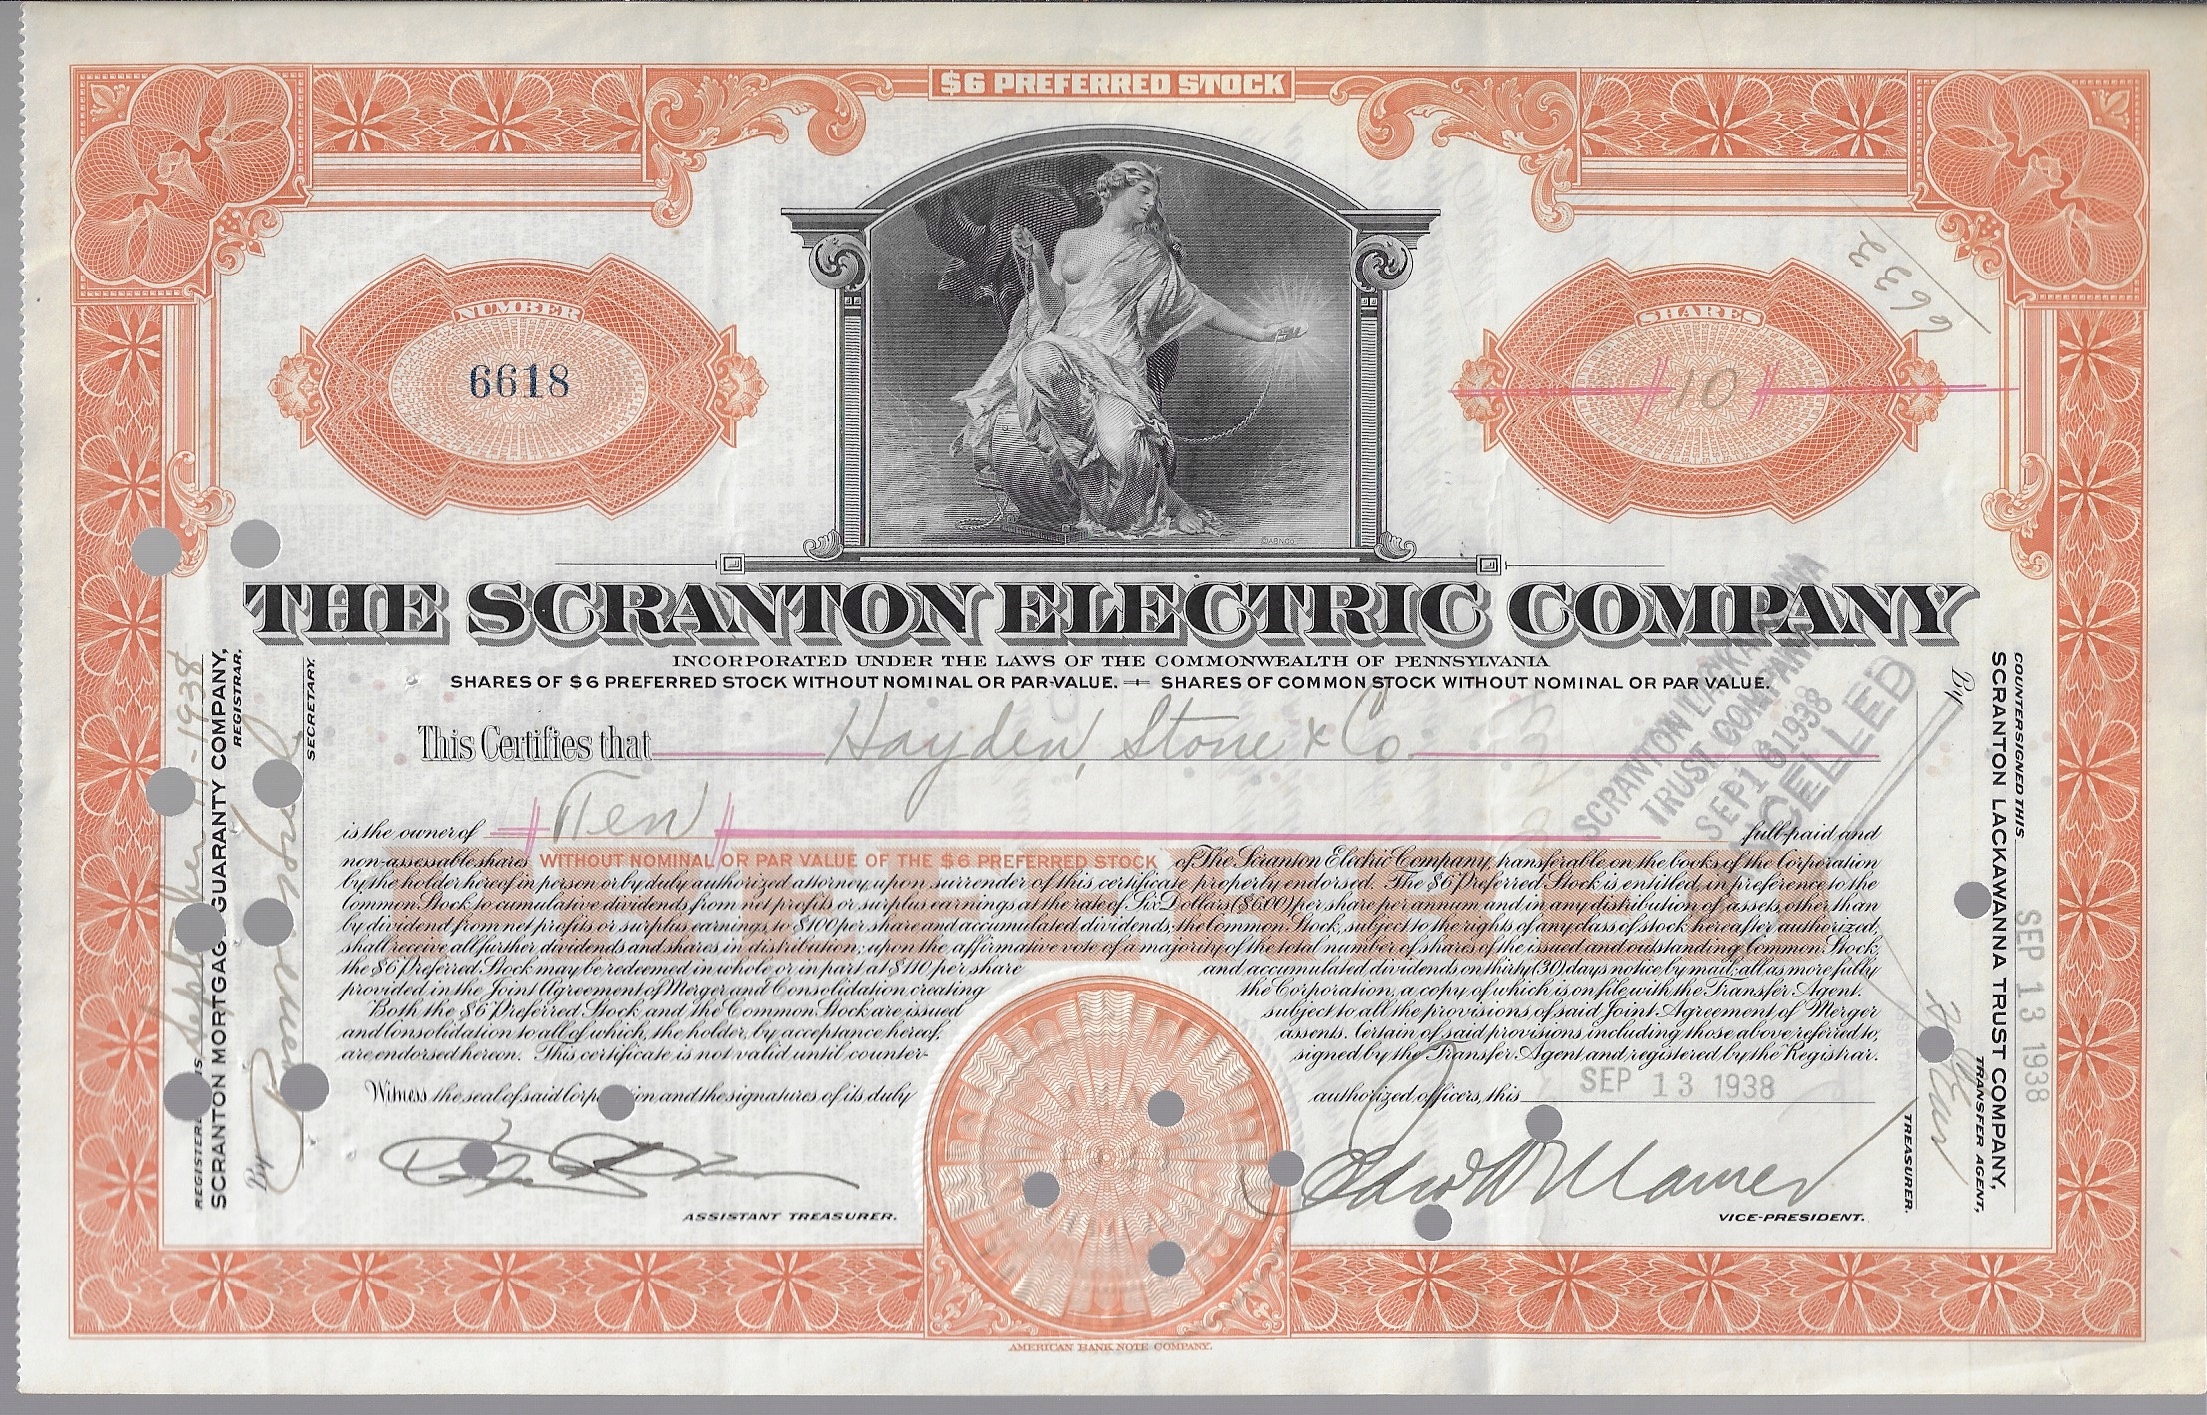 $6 PREFERRED STOCK
NUMBER
6618
SHARES
10
6632
©ABNCO.
THE SCRANTON ELECTRIC COMPANY
INCORPORATED UNDER THE LAWS OF THE COMMONWEALTH OF PENNSYLVANIA
SHARES OF $6 PREFERRED STOCK WITHOUT NOMINAL OR PAR VALUE. SHARES OF COMMON STOCK WITHOUT NOMINAL OR PAR VALUE.
This Certifies that Hayden, Stone & Co
is the owner of Ten full-paid and
non-assessable shares WITHOUT NOMINAL OR PAR VALUE OF THE $6 PREFERRED STOCK of The Scranton Electric Company, transferable on the books of the Corporation
by the holder hereof in person or by duly authorized attorney, upon surrender of this certificate properly endorsed. The $6 Preferred Stock is entitled, in preference to the
Common Stock to cumulative dividends from net profits or surplus earnings at the rate of Six Dollars ($6.00) per share per annum, and in any distribution of assets, other than
by dividend from net profits or surplus earnings, to $100 per share and accumulated dividends; the Common Stock, subject to the rights of any class of stock hereafter authorized,
shall receive all further dividends and shares in distribution; upon the affirmative vote of a majority of the total number of shares of the issued and outstanding Common Stock,
the $6 Preferred Stock may be redeemed in whole or in part at $110 per share and accumulated dividends on thirty (30) days notice by mail; all as more fully
provided in the Joint Agreement of Merger and Consolidation creating the Corporation, a copy of which is on file with the Transfer Agent.
Both the $6 Preferred Stock and the Common Stock are issued subject to all the provisions of said Joint Agreement of Merger
and Consolidation to all of which, the holder, by acceptance hereof, assents. Certain of said provisions including those above referred to,
are endorsed hereon. This certificate is not valid until countersigned by the Transfer Agent and registered by the Registrar.
Witness the seal of said Corporation and the signatures of its duly authorized officers, this SEP 13 1938
ASSISTANT TREASURER.
Edw W Warner
VICE-PRESIDENT.
AMERICAN BANK NOTE COMPANY.
REGISTERED THIS September 1938
SCRANTON MORTGAGE GUARANTY COMPANY,
REGISTRAR.
By
SECRETARY.
COUNTERSIGNED THIS SEP 13 1938
SCRANTON LACKAWANNA TRUST COMPANY,
TRANSFER AGENT,
By
TREASURER.
SCRANTON LACKAWANNA
TRUST COMPANY
SEP 16 1938
CANCELLED